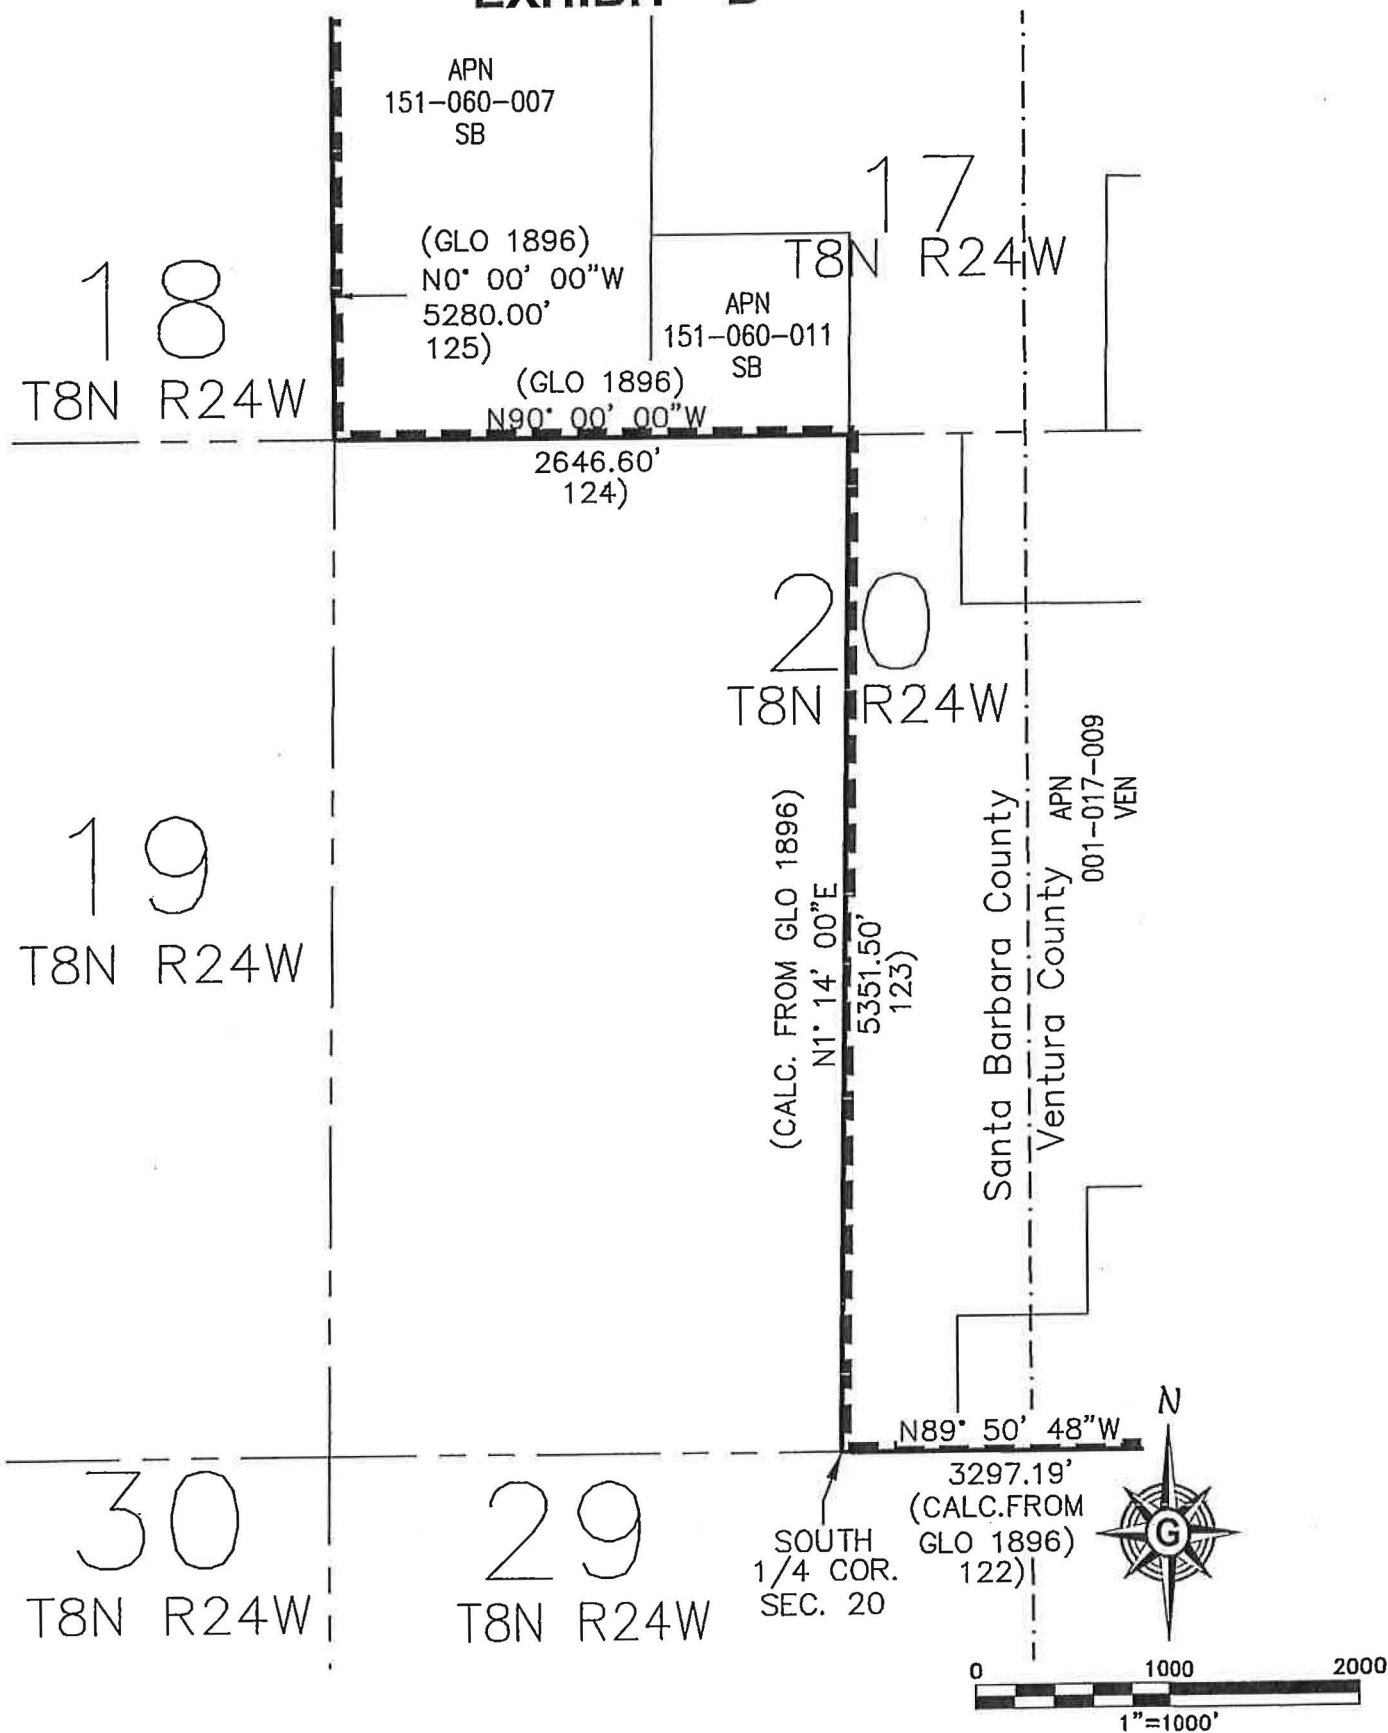 APN
151-060-007
SB
17
T8N R24W
(GLO 1896)
N0° 00' 00"W
5280.00'
125)
18
T8N R24W
APN
151-060-011
SB
(GLO 1896)
N90° 00' 00"W
2646.60'
124)
20
T8N R24W
APN
001-017-009
VEN
Santa Barbara County
Ventura County
(CALC. FROM GLO 1896)
N1° 14' 00"E
5351.50'
123)
19
T8N R24W
N89° 50' 48"W
3297.19'
(CALC.FROM
GLO 1896)
122)
SOUTH
1/4 COR.
SEC. 20
30
T8N R24W
29
T8N R24W
N
G
0 1000 2000
1"=1000'